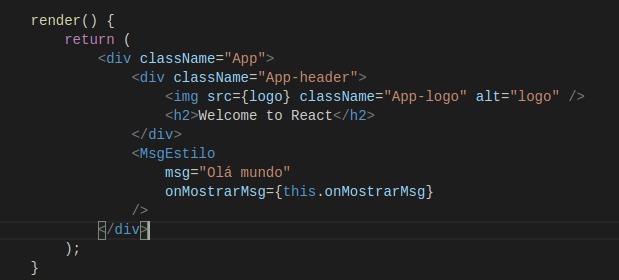 render() {
    return (
        <div className="App">
            <div className="App-header">
                <img src={logo} className="App-logo" alt="logo" />
                <h2>Welcome to React</h2>
            </div>
            <MsgEstilo
                msg="Olá mundo"
                onMostrarMsg={this.onMostrarMsg}
            />
        </div>
    );
}